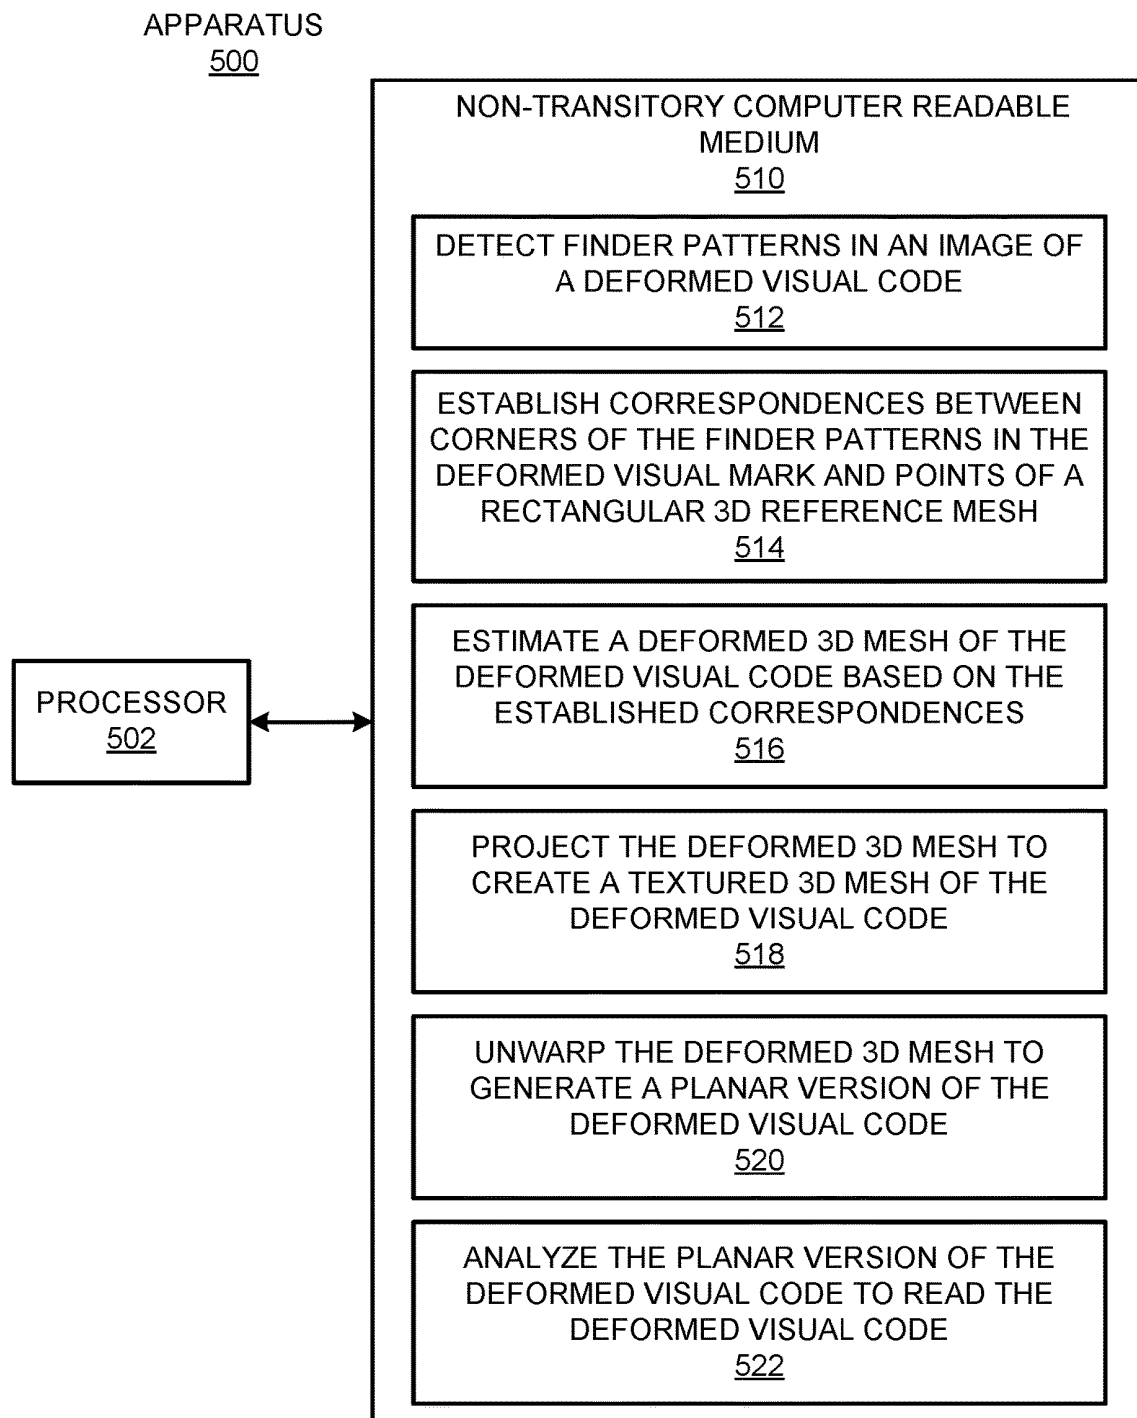 APPARATUS
500
NON-TRANSITORY COMPUTER READABLE
MEDIUM
510
DETECT FINDER PATTERNS IN AN IMAGE OF
A DEFORMED VISUAL CODE
512
ESTABLISH CORRESPONDENCES BETWEEN
CORNERS OF THE FINDER PATTERNS IN THE
DEFORMED VISUAL MARK AND POINTS OF A
RECTANGULAR 3D REFERENCE MESH
514
ESTIMATE A DEFORMED 3D MESH OF THE
DEFORMED VISUAL CODE BASED ON THE
ESTABLISHED CORRESPONDENCES
516
PROCESSOR
502
PROJECT THE DEFORMED 3D MESH TO
CREATE A TEXTURED 3D MESH OF THE
DEFORMED VISUAL CODE
518
UNWARP THE DEFORMED 3D MESH TO
GENERATE A PLANAR VERSION OF THE
DEFORMED VISUAL CODE
520
ANALYZE THE PLANAR VERSION OF THE
DEFORMED VISUAL CODE TO READ THE
DEFORMED VISUAL CODE
522